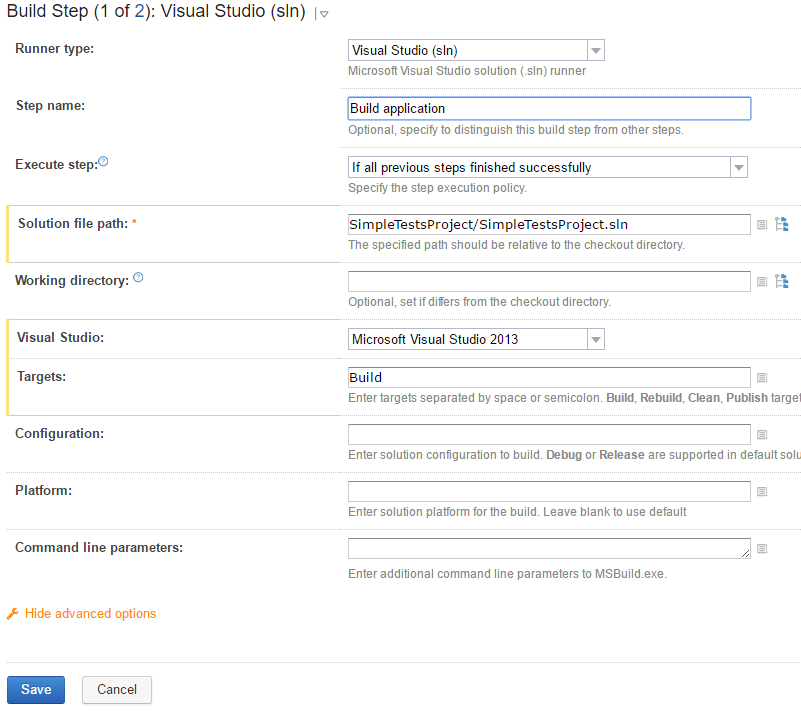 Build Step (1 of 2): Visual Studio (sln)
Runner type: Visual Studio (sln)
Microsoft Visual Studio solution (.sln) runner
Step name: Build application
Optional, specify to distinguish this build step from other steps.
Execute step: If all previous steps finished successfully
Specify the step execution policy.
Solution file path: * SimpleTestsProject/SimpleTestsProject.sln
The specified path should be relative to the checkout directory.
Working directory:
Optional, set if differs from the checkout directory.
Visual Studio: Microsoft Visual Studio 2013
Targets: Build
Enter targets separated by space or semicolon. Build, Rebuild, Clean, Publish target
Configuration:
Enter solution configuration to build. Debug or Release are supported in default solu
Platform:
Enter solution platform for the build. Leave blank to use default
Command line parameters:
Enter additional command line parameters to MSBuild.exe.
Hide advanced options
Save Cancel